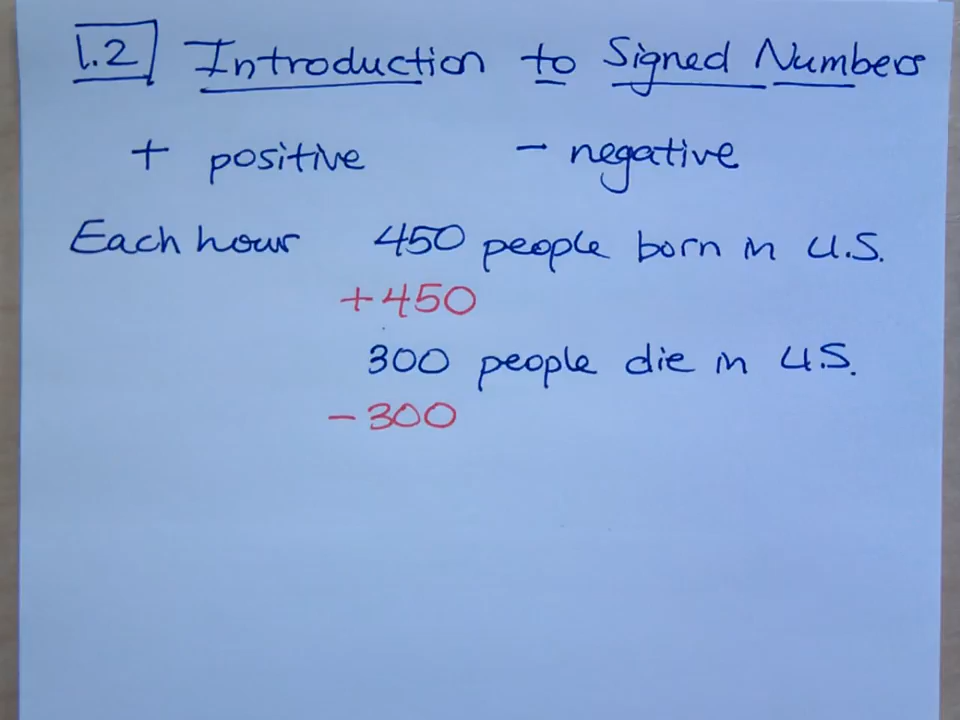 1.2 Introduction to Signed Numbers
+ positive - negative
Each hour 450 people born in U.S.
+450
300 people die in U.S.
-300